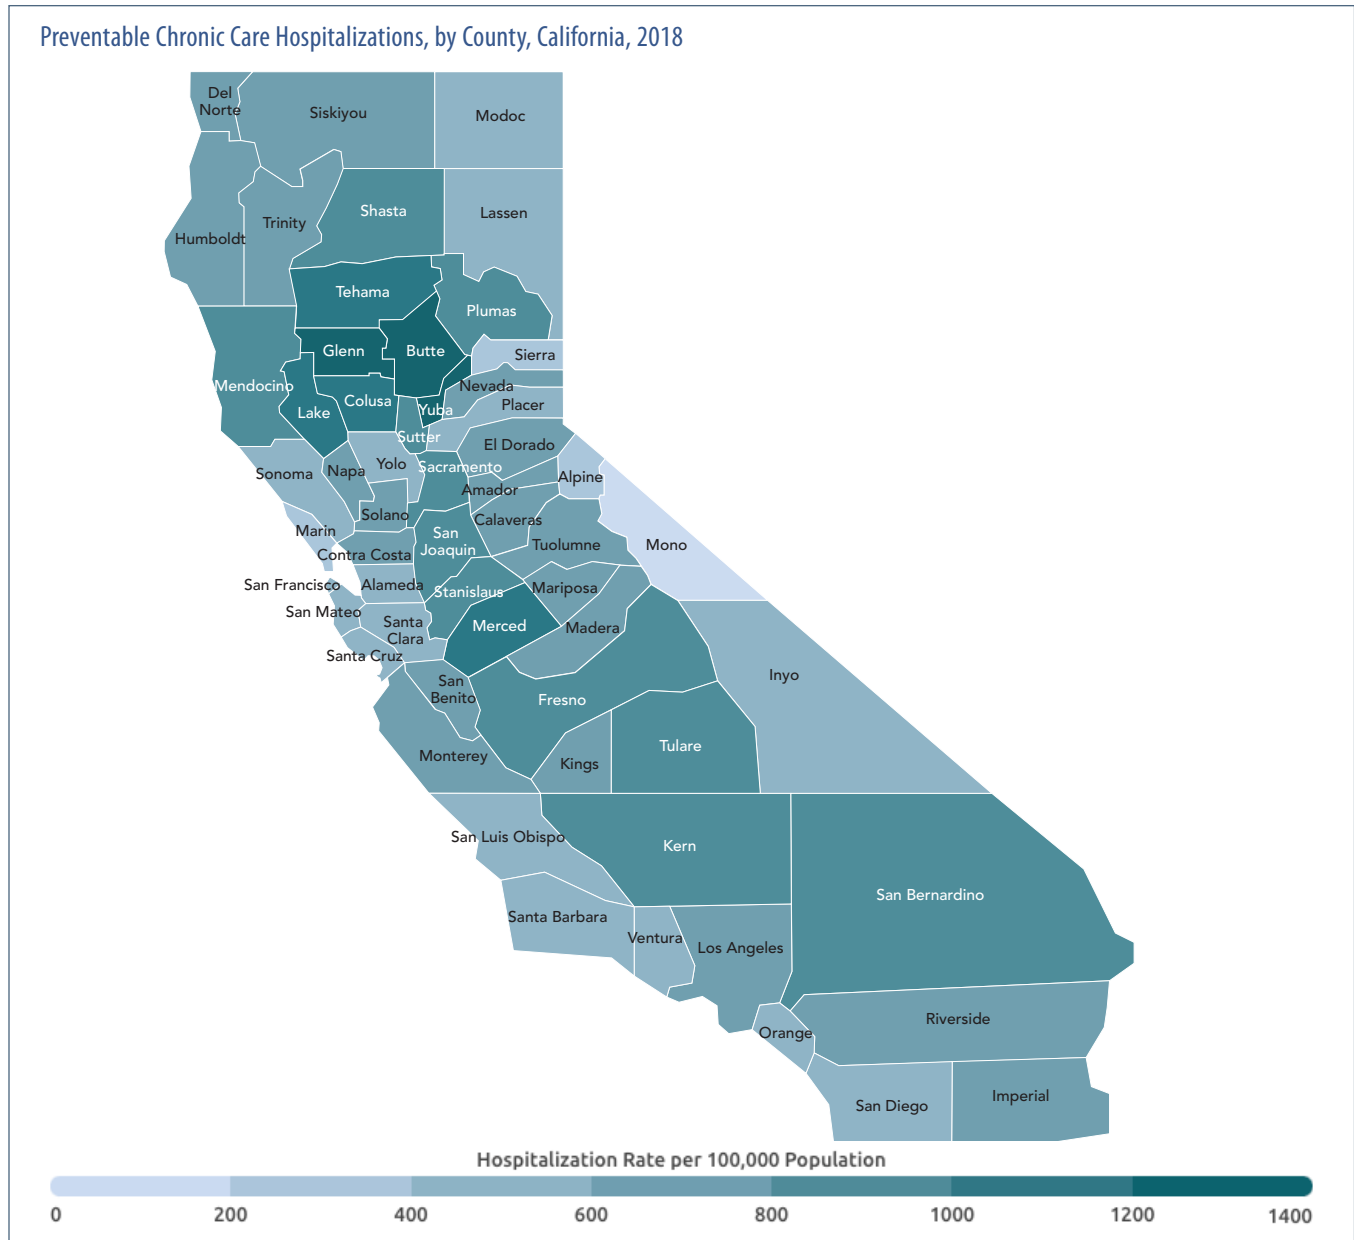 Preventable Chronic Care Hospitalizations, by County, California, 2018
Del
Norte
Siskiyou
Modoc
Shasta
Lassen
Trinity
Humboldt
Tehama
Plumas
Glenn
Butte
Sierra
Mendocino
Nevada
Colusa
Lake
Yuba
Placer
Sutter
El Dorado
Sonoma
Napa
Yolo
Sacramento
Alpine
Amador
Solano
Calaveras
Marin
San
Joaquin
Tuolumne
Mono
Contra Costa
San Francisco
Alameda
Stanislaus
Mariposa
San Mateo
Santa
Clara
Merced
Madera
Santa Cruz
San
Benito
Fresno
Inyo
Monterey
Kings
Tulare
San Luis Obispo
Kern
San Bernardino
Santa Barbara
Ventura
Los Angeles
Orange
Riverside
San Diego
Imperial
Hospitalization Rate per 100,000 Population
0 200 400 600 800 1000 1200 1400